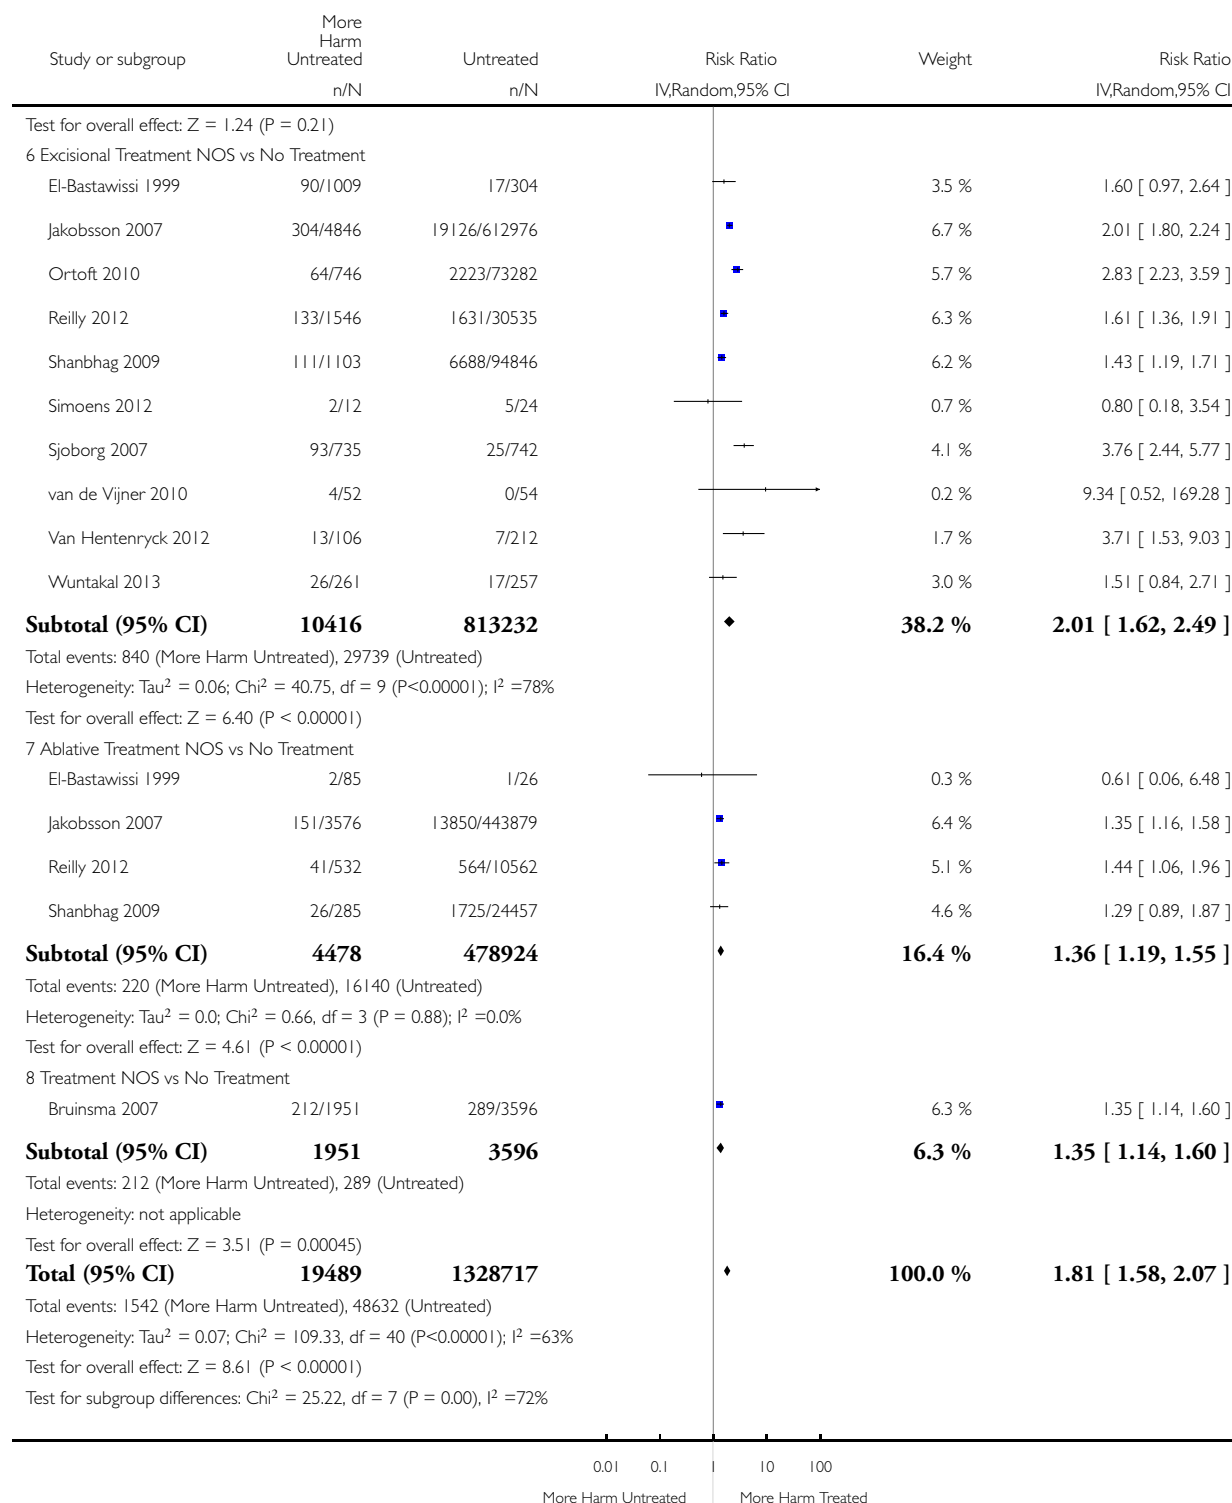 More
Harm
Study or subgroup Untreated Untreated Risk Ratio Weight Risk Ratio
n/N n/N IV,Random,95% CI IV,Random,95% CI
Test for overall effect: Z = 1.24 (P = 0.21)
6 Excisional Treatment NOS vs No Treatment
El-Bastawissi 1999 90/1009 17/304 3.5 % 1.60 [ 0.97, 2.64 ]
Jakobsson 2007 304/4846 19126/612976 6.7 % 2.01 [ 1.80, 2.24 ]
Ortoft 2010 64/746 2223/73282 5.7 % 2.83 [ 2.23, 3.59 ]
Reilly 2012 133/1546 1631/30535 6.3 % 1.61 [ 1.36, 1.91 ]
Shanbhag 2009 111/1103 6688/94846 6.2 % 1.43 [ 1.19, 1.71 ]
Simoens 2012 2/12 5/24 0.7 % 0.80 [ 0.18, 3.54 ]
Sjoborg 2007 93/735 25/742 4.1 % 3.76 [ 2.44, 5.77 ]
van de Vijner 2010 4/52 0/54 0.2 % 9.34 [ 0.52, 169.28 ]
Van Hentenryck 2012 13/106 7/212 1.7 % 3.71 [ 1.53, 9.03 ]
Wuntakal 2013 26/261 17/257 3.0 % 1.51 [ 0.84, 2.71 ]
Subtotal (95% CI) 10416 813232 38.2 % 2.01 [ 1.62, 2.49 ]
Total events: 840 (More Harm Untreated), 29739 (Untreated)
Heterogeneity: Tau² = 0.06; Chi² = 40.75, df = 9 (P<0.00001); I² =78%
Test for overall effect: Z = 6.40 (P < 0.00001)
7 Ablative Treatment NOS vs No Treatment
El-Bastawissi 1999 2/85 1/26 0.3 % 0.61 [ 0.06, 6.48 ]
Jakobsson 2007 151/3576 13850/443879 6.4 % 1.35 [ 1.16, 1.58 ]
Reilly 2012 41/532 564/10562 5.1 % 1.44 [ 1.06, 1.96 ]
Shanbhag 2009 26/285 1725/24457 4.6 % 1.29 [ 0.89, 1.87 ]
Subtotal (95% CI) 4478 478924 16.4 % 1.36 [ 1.19, 1.55 ]
Total events: 220 (More Harm Untreated), 16140 (Untreated)
Heterogeneity: Tau² = 0.0; Chi² = 0.66, df = 3 (P = 0.88); I² =0.0%
Test for overall effect: Z = 4.61 (P < 0.00001)
8 Treatment NOS vs No Treatment
Bruinsma 2007 212/1951 289/3596 6.3 % 1.35 [ 1.14, 1.60 ]
Subtotal (95% CI) 1951 3596 6.3 % 1.35 [ 1.14, 1.60 ]
Total events: 212 (More Harm Untreated), 289 (Untreated)
Heterogeneity: not applicable
Test for overall effect: Z = 3.51 (P = 0.00045)
Total (95% CI) 19489 1328717 100.0 % 1.81 [ 1.58, 2.07 ]
Total events: 1542 (More Harm Untreated), 48632 (Untreated)
Heterogeneity: Tau² = 0.07; Chi² = 109.33, df = 40 (P<0.00001); I² =63%
Test for overall effect: Z = 8.61 (P < 0.00001)
Test for subgroup differences: Chi² = 25.22, df = 7 (P = 0.00), I² =72%
0.01 0.1 1 10 100
More Harm Untreated More Harm Treated